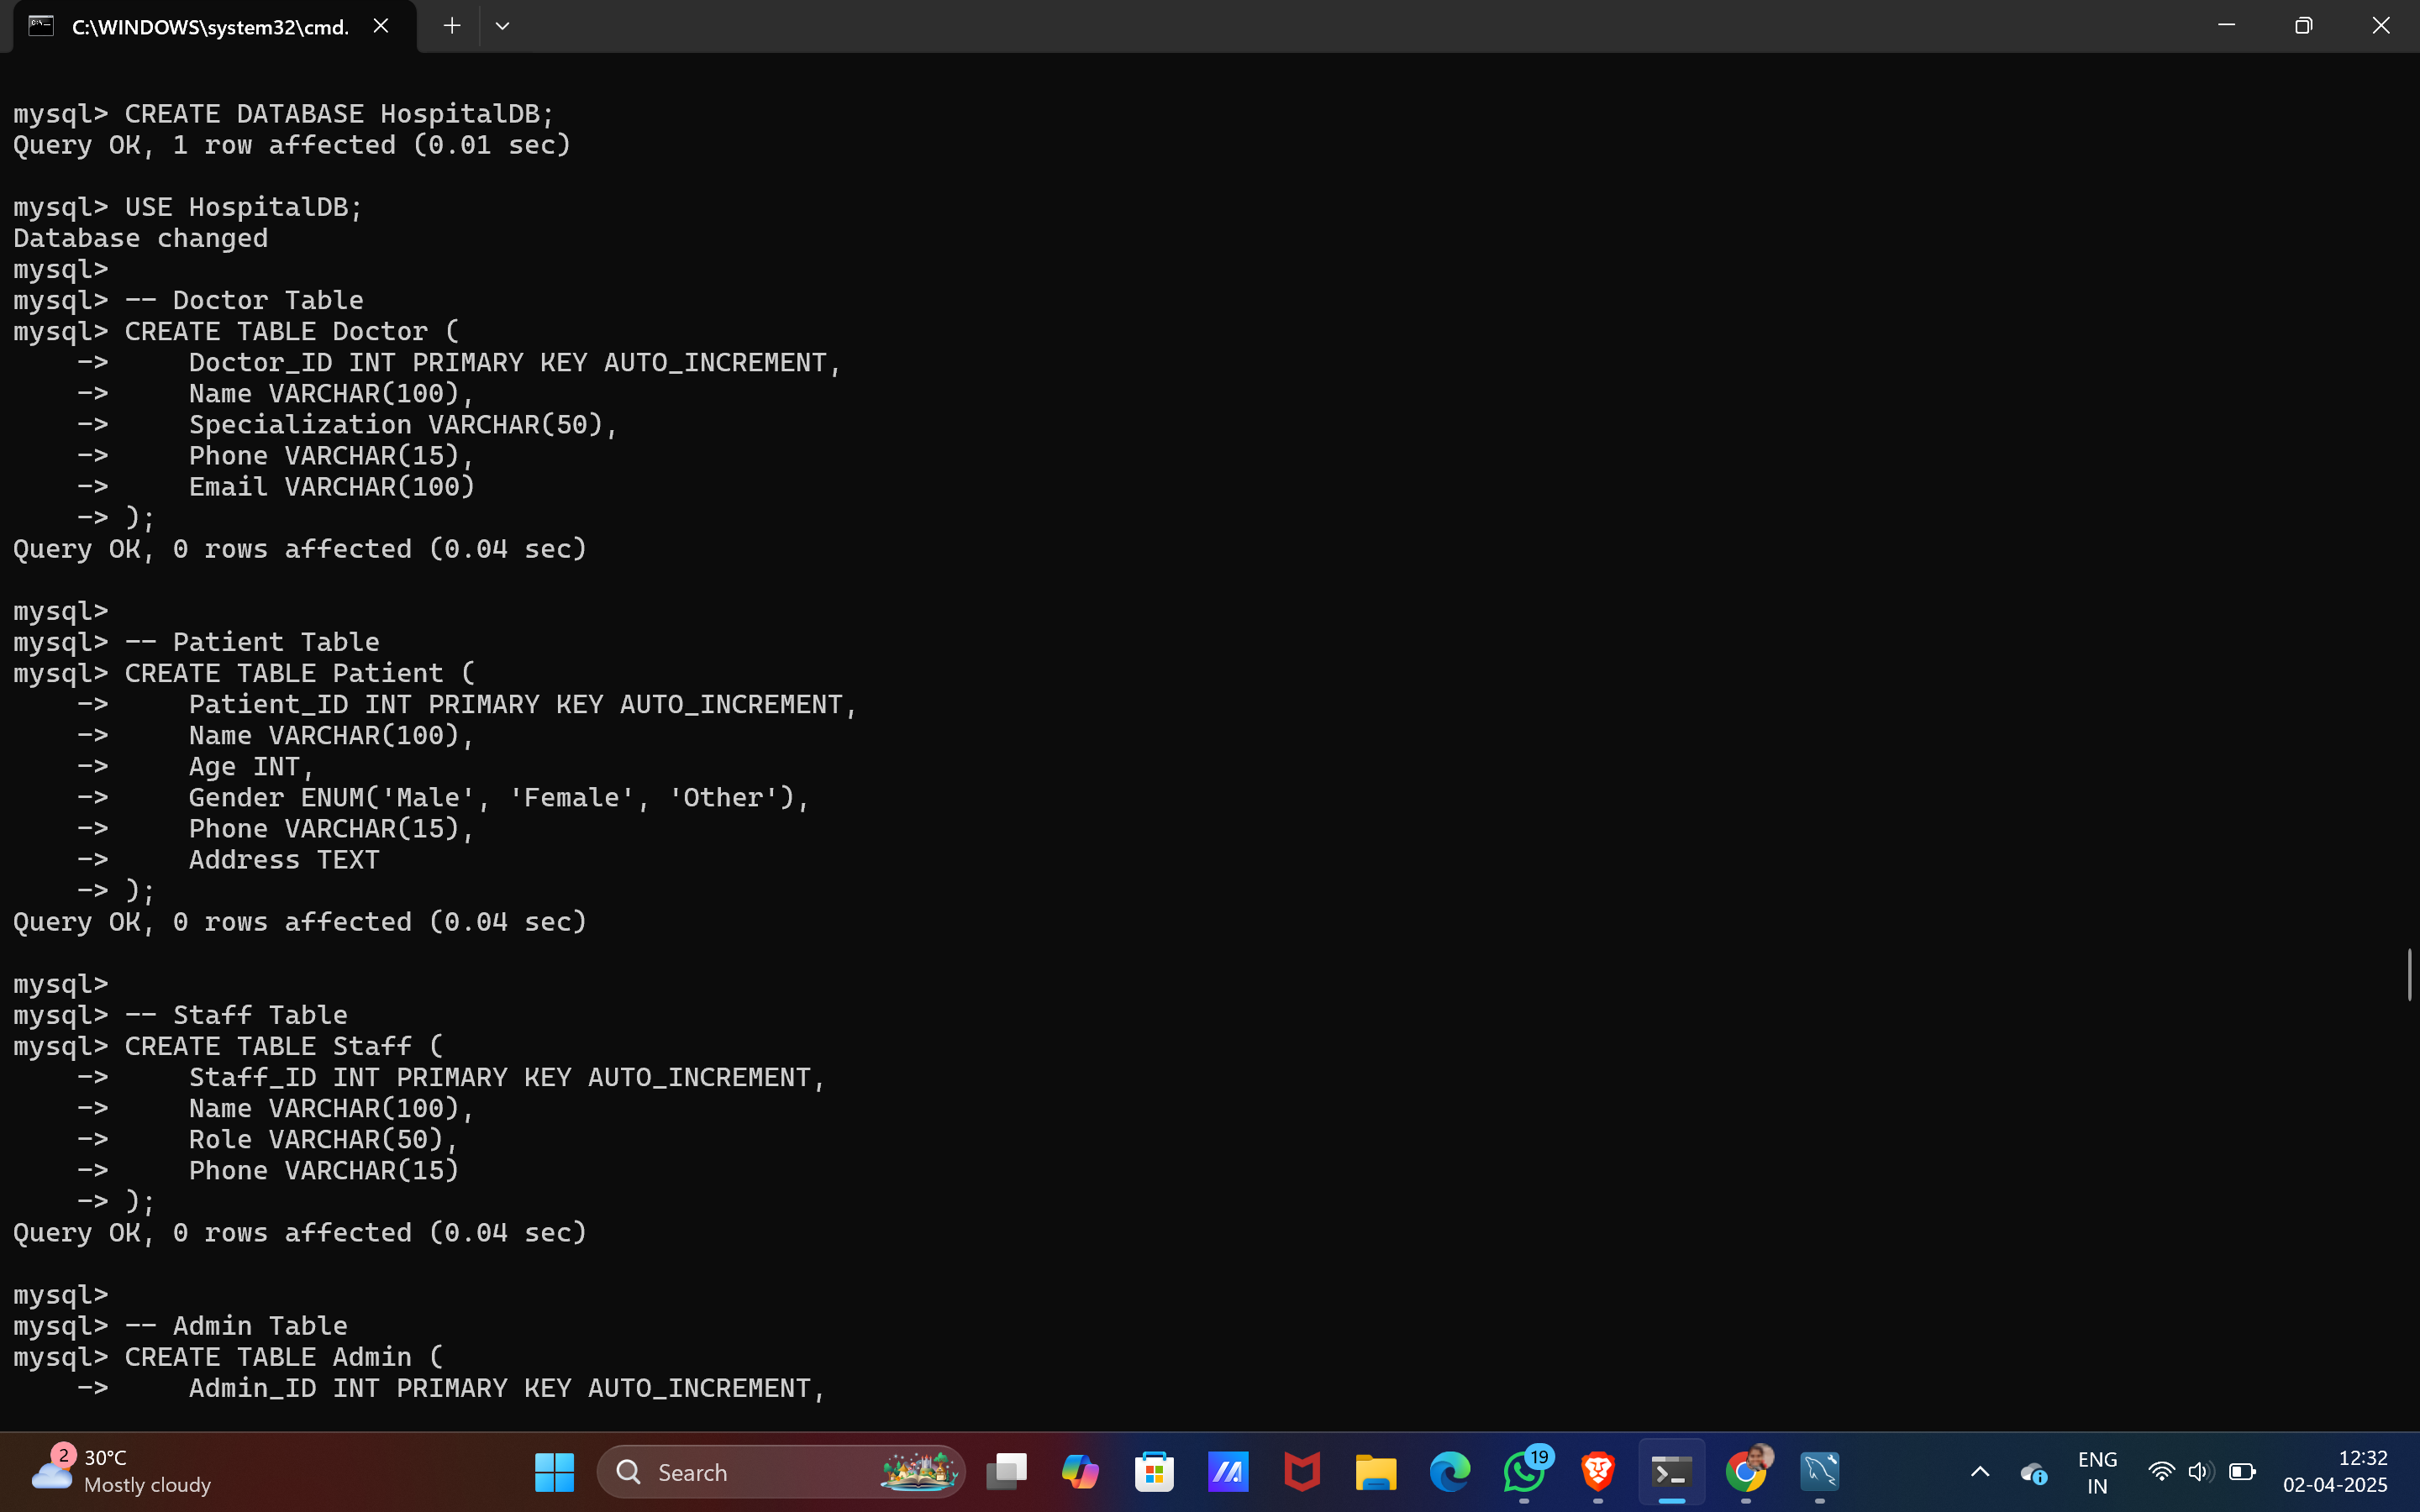 C:\WINDOWS\system32\cmd.
mysql> CREATE DATABASE HospitalDB;
Query OK, 1 row affected (0.01 sec)
mysql> USE HospitalDB;
Database changed
mysql>
mysql> -- Doctor Table
mysql> CREATE TABLE Doctor (
    ->     Doctor_ID INT PRIMARY KEY AUTO_INCREMENT,
    ->     Name VARCHAR(100),
    ->     Specialization VARCHAR(50),
    ->     Phone VARCHAR(15),
    ->     Email VARCHAR(100)
    -> );
Query OK, 0 rows affected (0.04 sec)
mysql>
mysql> -- Patient Table
mysql> CREATE TABLE Patient (
    ->     Patient_ID INT PRIMARY KEY AUTO_INCREMENT,
    ->     Name VARCHAR(100),
    ->     Age INT,
    ->     Gender ENUM('Male', 'Female', 'Other'),
    ->     Phone VARCHAR(15),
    ->     Address TEXT
    -> );
Query OK, 0 rows affected (0.04 sec)
mysql>
mysql> -- Staff Table
mysql> CREATE TABLE Staff (
    ->     Staff_ID INT PRIMARY KEY AUTO_INCREMENT,
    ->     Name VARCHAR(100),
    ->     Role VARCHAR(50),
    ->     Phone VARCHAR(15)
    -> );
Query OK, 0 rows affected (0.04 sec)
mysql>
mysql> -- Admin Table
mysql> CREATE TABLE Admin (
    ->     Admin_ID INT PRIMARY KEY AUTO_INCREMENT,
2
30°C
Mostly cloudy
Search
19
ENG
IN
12:32
02-04-2025